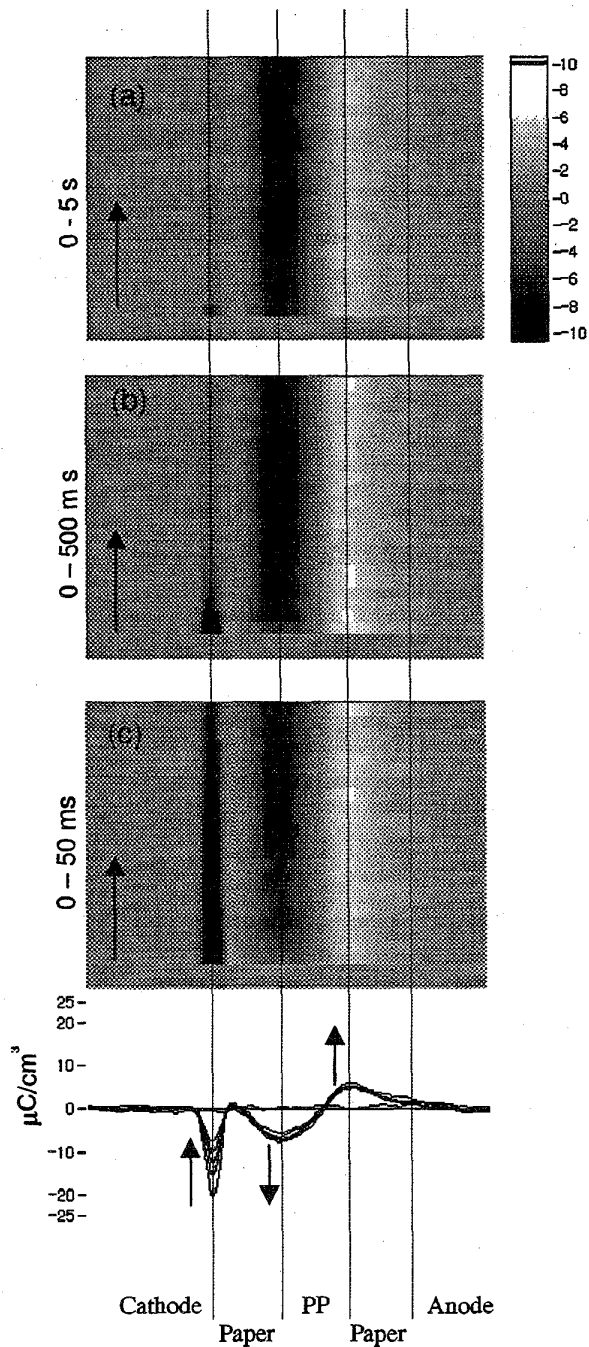 (a)
0 - 5 s
-10
-8
-6
-4
-2
-0
--2
--4
--6
--8
--10
(b)
0 – 500 m s
(c)
0 – 50 ms
25-
20-
10-
0-
-10-
-20-
-25-
µC/cm³
Cathode PP Anode
Paper Paper